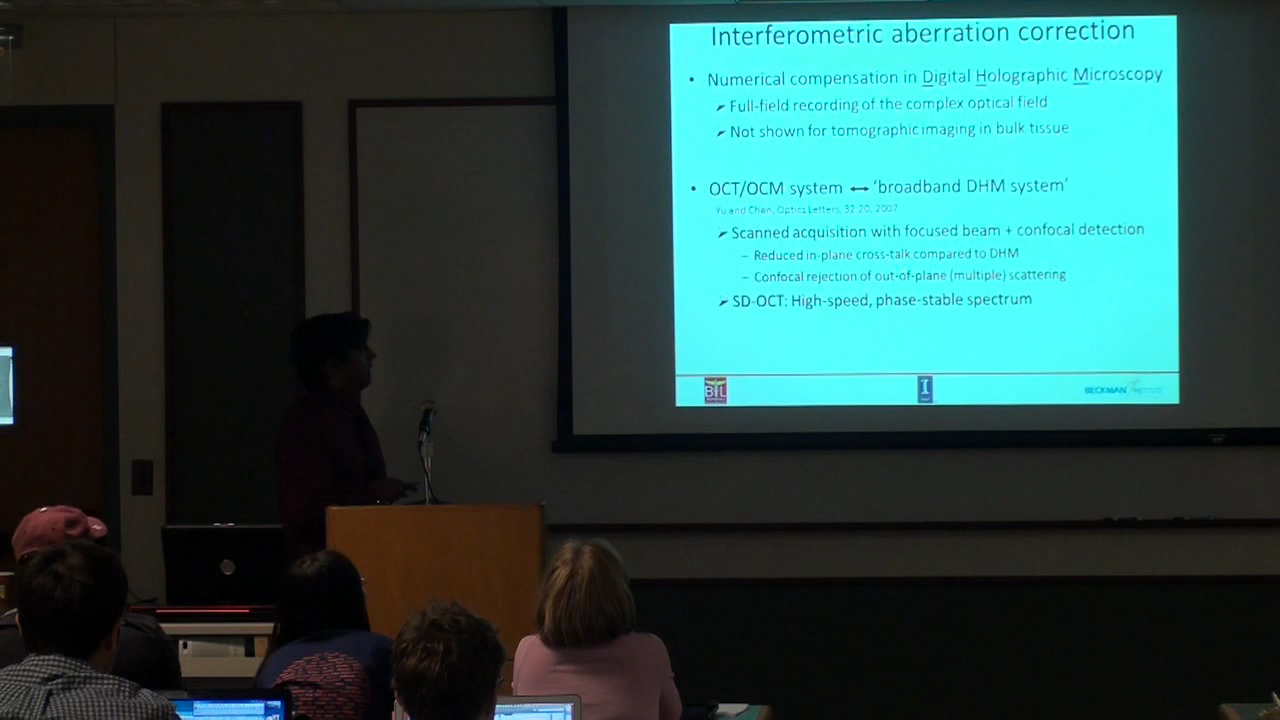 Interferometric aberration correction
• Numerical compensation in Digital Holographic Microscopy
➢ Full-field recording of the complex optical field
➢ Not shown for tomographic imaging in bulk tissue
• OCT/OCM system ↔ ‘broadband DHM system’
Yu and Chen, Optics Letters, 32 20, 2007
➢ Scanned acquisition with focused beam + confocal detection
– Reduced in-plane cross-talk compared to DHM
– Confocal rejection of out-of-plane (multiple) scattering
➢ SD-OCT: High-speed, phase-stable spectrum
I
BECKMAN INSTITUTE